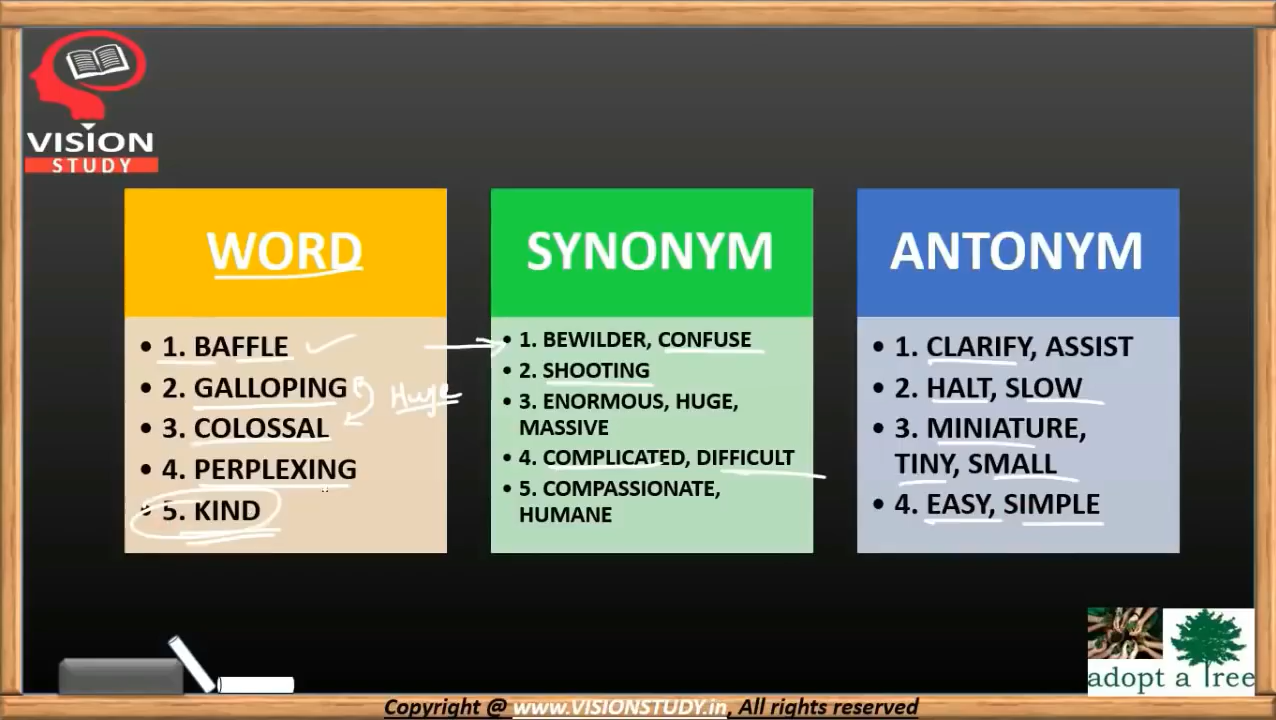 VISION
STUDY
WORD
• 1. BAFFLE
• 2. GALLOPING
• 3. COLOSSAL
• 4. PERPLEXING
• 5. KIND
Huge
SYNONYM
• 1. BEWILDER, CONFUSE
• 2. SHOOTING
• 3. ENORMOUS, HUGE,
MASSIVE
• 4. COMPLICATED, DIFFICULT
• 5. COMPASSIONATE,
HUMANE
ANTONYM
• 1. CLARIFY, ASSIST
• 2. HALT, SLOW
• 3. MINIATURE,
TINY, SMALL
• 4. EASY, SIMPLE
adopt a Tree
Copyright @ www.VISIONSTUDY.in, All rights reserved